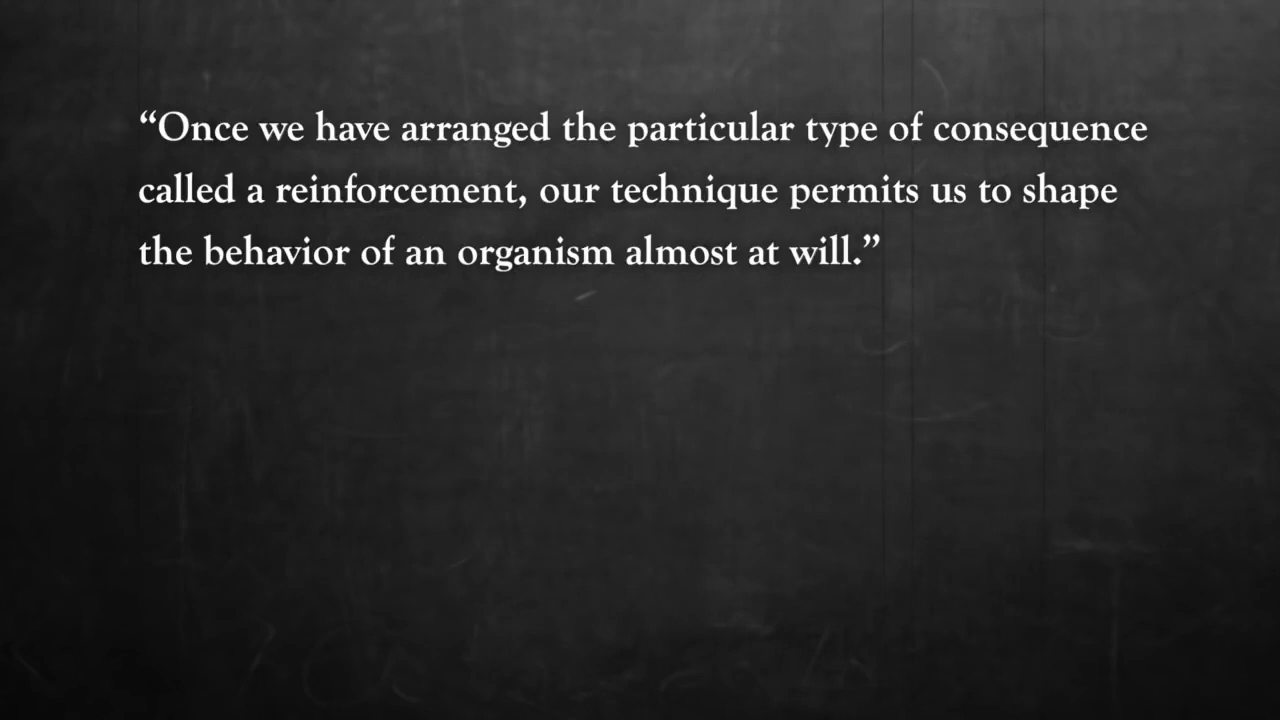 “Once we have arranged the particular type of consequence
called a reinforcement, our technique permits us to shape
the behavior of an organism almost at will.”